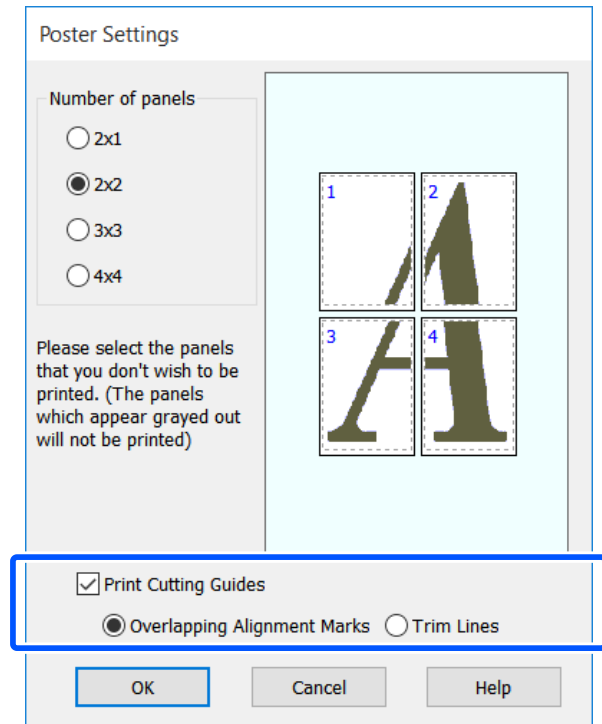 Poster Settings
Number of panels
2x1
2x2
3x3
4x4
1
2
3
4
Please select the panels
that you don't wish to be
printed. (The panels
which appear grayed out
will not be printed)
Print Cutting Guides
Overlapping Alignment Marks Trim Lines
OK Cancel Help